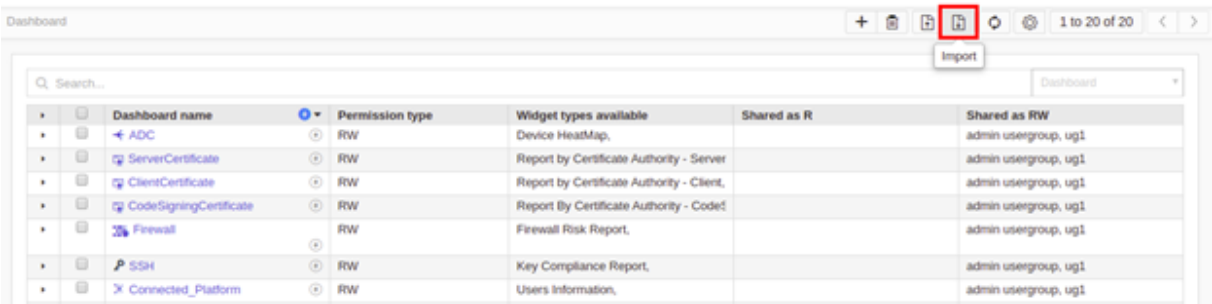 Dashboard
1 to 20 of 20
Import
Search...
Dashboard
Dashboard name Permission type Widget types available Shared as R Shared as RW
ADC RW Device HeatMap, admin usergroup, ug1
ServerCertificate RW Report by Certificate Authority - Server admin usergroup, ug1
ClientCertificate RW Report by Certificate Authority - Client, admin usergroup, ug1
CodeSigningCertificate RW Report By Certificate Authority - CodeS admin usergroup, ug1
Firewall RW Firewall Risk Report, admin usergroup, ug1
SSH RW Key Compliance Report, admin usergroup, ug1
Connected_Platform RW Users Information, admin usergroup, ug1